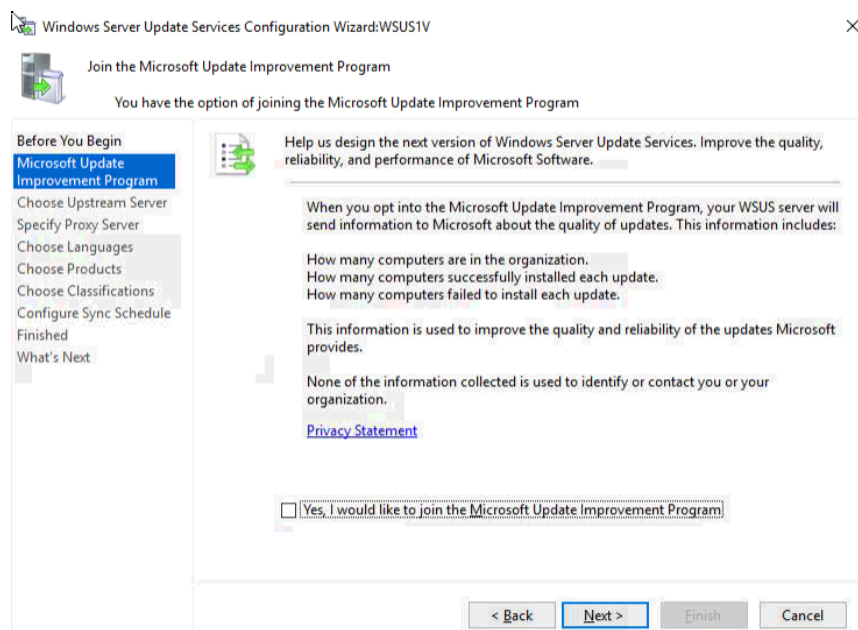 Windows Server Update Services Configuration Wizard:WSUS1V
Join the Microsoft Update Improvement Program
You have the option of joining the Microsoft Update Improvement Program
Before You Begin
Microsoft Update
Improvement Program
Choose Upstream Server
Specify Proxy Server
Choose Languages
Choose Products
Choose Classifications
Configure Sync Schedule
Finished
What's Next
Help us design the next version of Windows Server Update Services. Improve the quality,
reliability, and performance of Microsoft Software.
When you opt into the Microsoft Update Improvement Program, your WSUS server will
send information to Microsoft about the quality of updates. This information includes:
How many computers are in the organization.
How many computers successfully installed each update.
How many computers failed to install each update.
This information is used to improve the quality and reliability of the updates Microsoft
provides.
None of the information collected is used to identify or contact you or your
organization.
Privacy Statement
Yes, I would like to join the Microsoft Update Improvement Program
< Back
Next >
Finish
Cancel